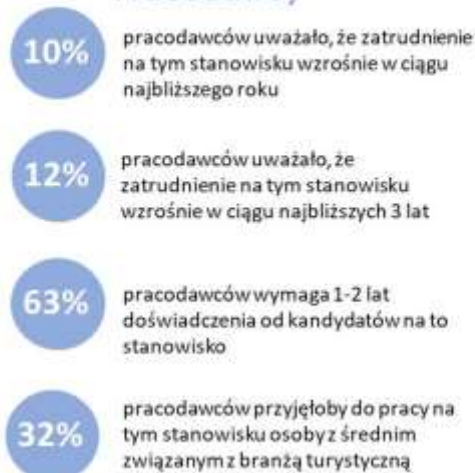 10%
pracodawców uważało, że zatrudnienie
na tym stanowisku wzrośnie w ciągu
najbliższego roku
12%
pracodawców uważało, że
zatrudnienie na tym stanowisku
wzrośnie w ciągu najbliższych 3 lat
63%
pracodawców wymaga 1-2 lat
doświadczenia od kandydatów na to
stanowisko
32%
pracodawców przyjęłoby do pracy na
tym stanowisku osoby z średnim
związanym z branżą turystyczną